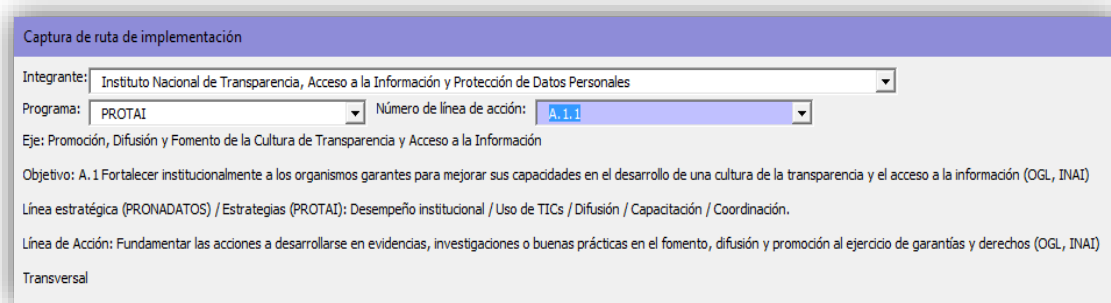 Captura de ruta de implementación
Integrante: Instituto Nacional de Transparencia, Acceso a la Información y Protección de Datos Personales
Programa: PROTAI Número de línea de acción: A.1.1
Eje: Promoción, Difusión y Fomento de la Cultura de Transparencia y Acceso a la Información
Objetivo: A.1 Fortalecer institucionalmente a los organismos garantes para mejorar sus capacidades en el desarrollo de una cultura de la transparencia y el acceso a la información (OGL, INAI)
Línea estratégica (PRONADATOS) / Estrategias (PROTAI): Desempeño institucional / Uso de TICs / Difusión / Capacitación / Coordinación.
Línea de Acción: Fundamentar las acciones a desarrollarse en evidencias, investigaciones o buenas prácticas en el fomento, difusión y promoción al ejercicio de garantías y derechos (OGL, INAI)
Transversal